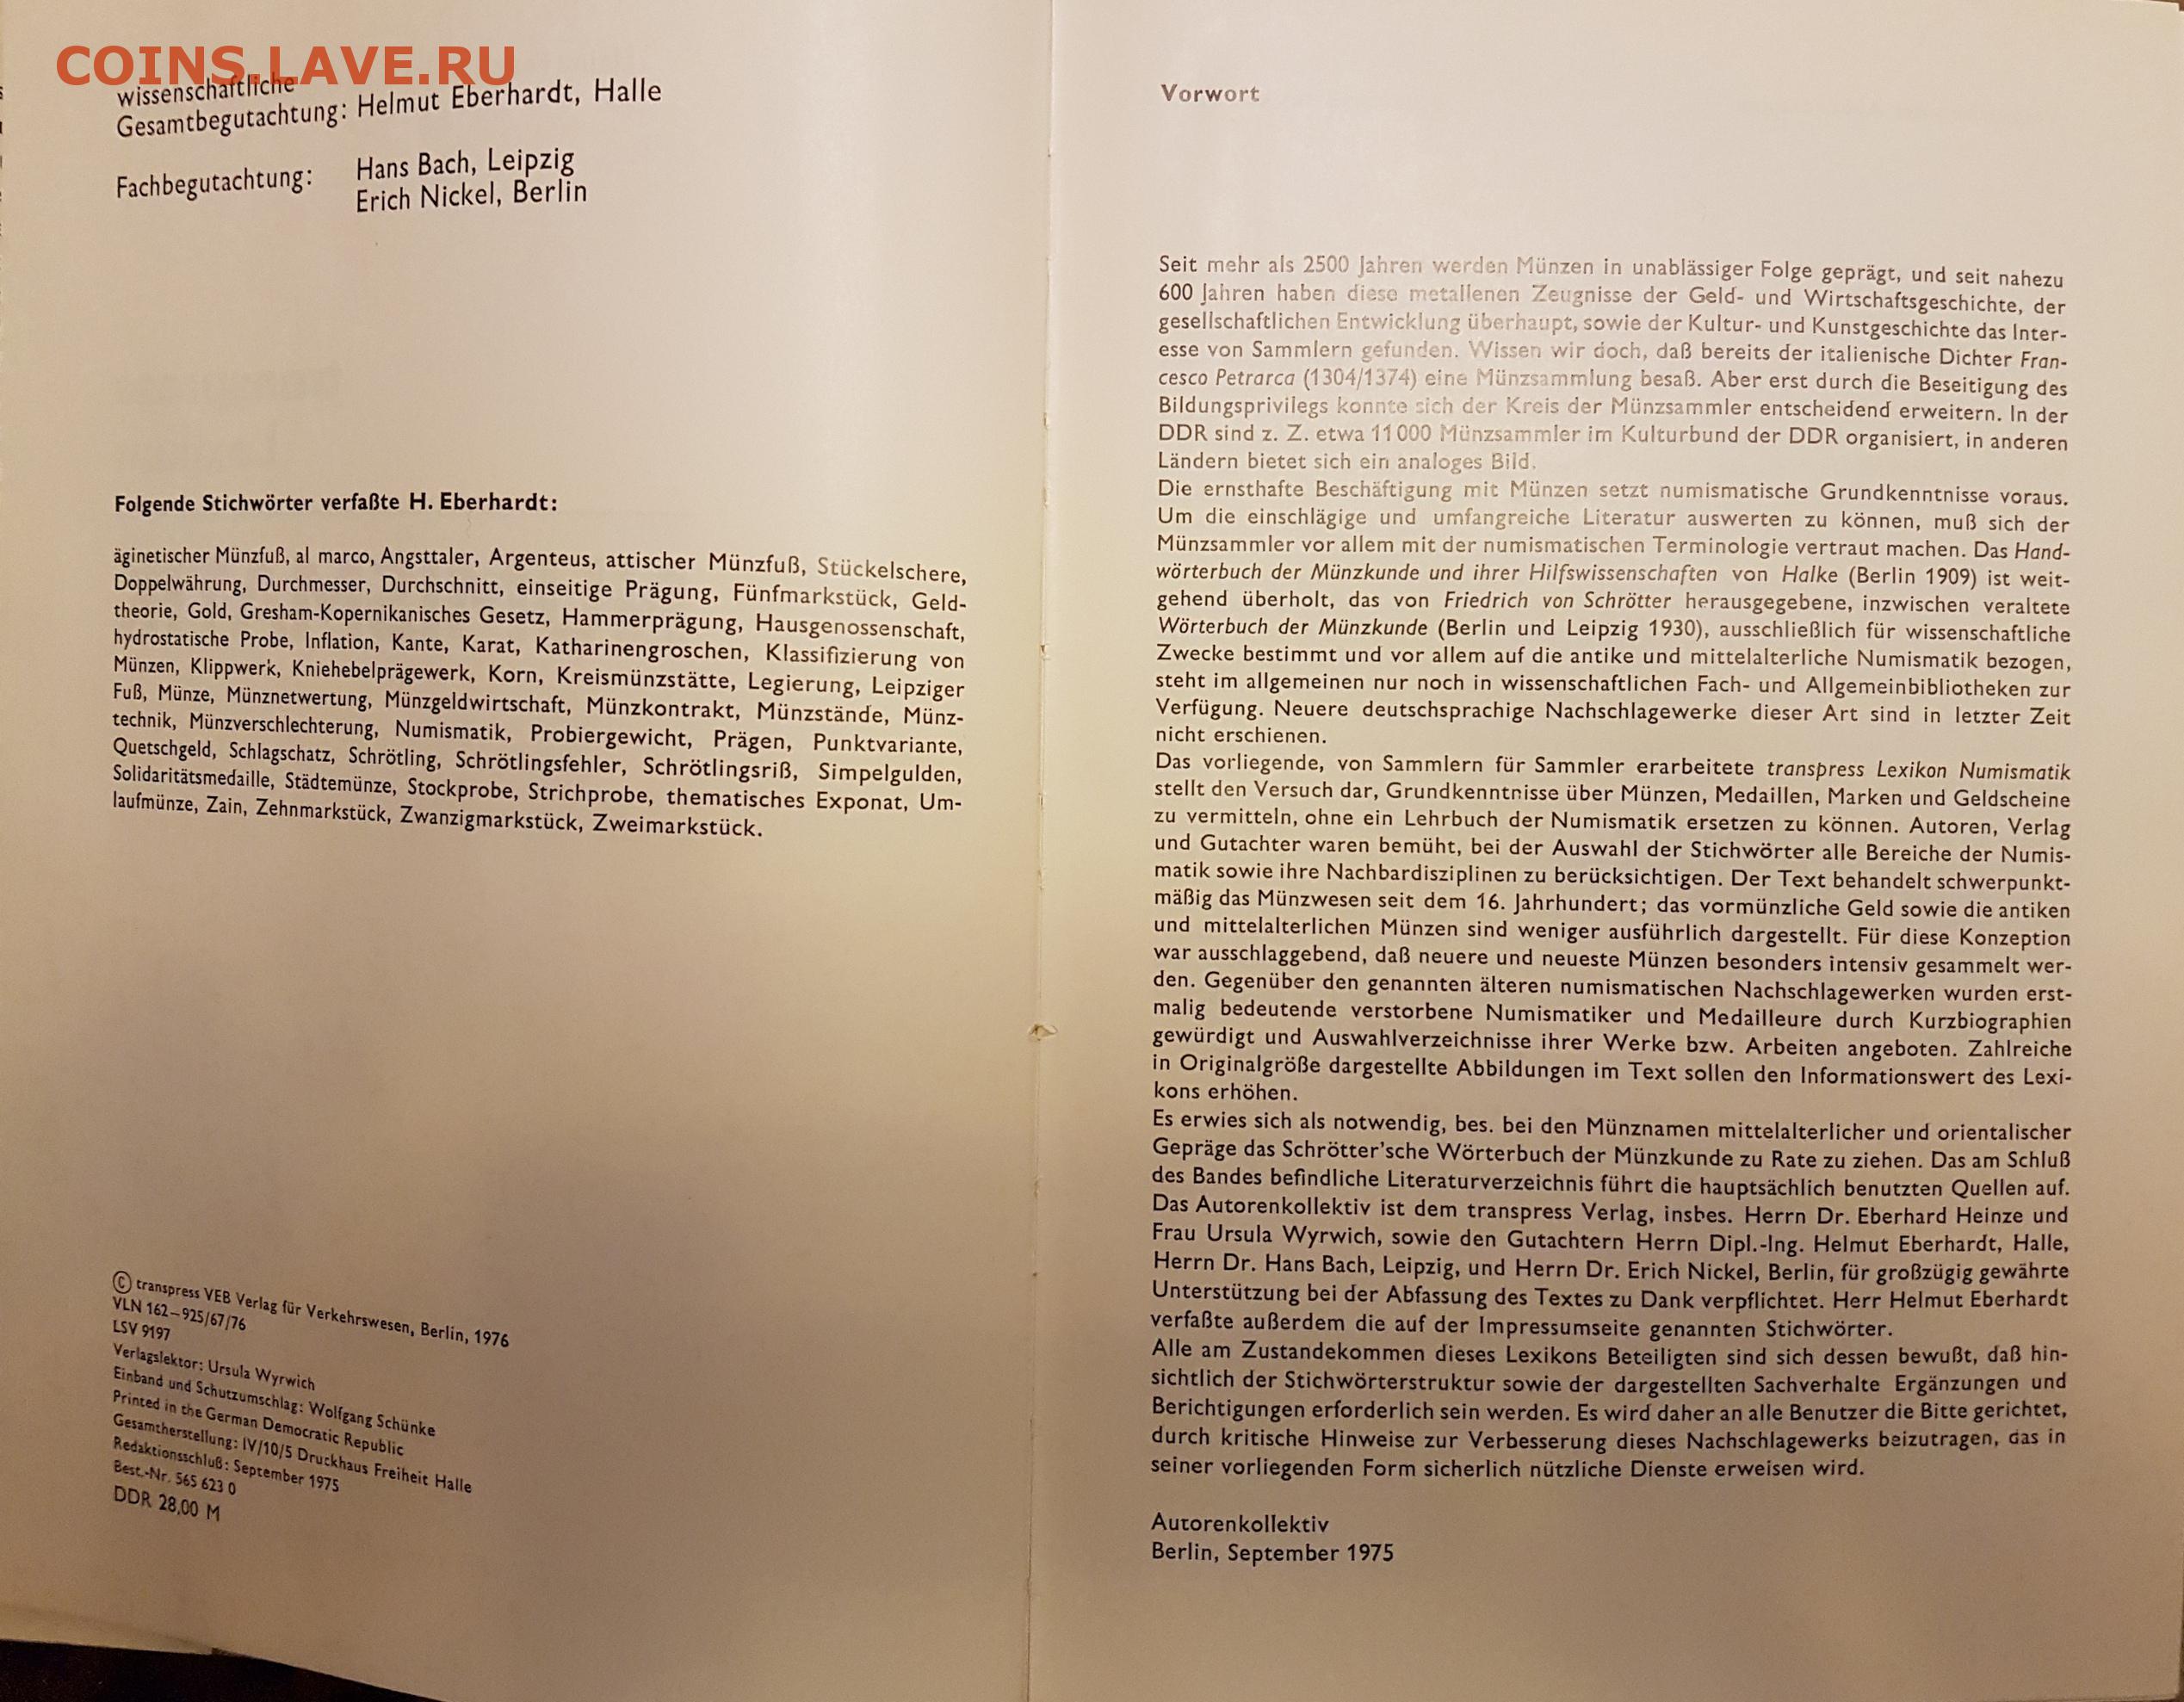 COINS.LAVE.RU
wissenschaftliche
Gesamtbegutachtung: Helmut Eberhardt, Halle
Fachbegutachtung: Hans Bach, Leipzig
Erich Nickel, Berlin
Folgende Stichwörter verfaßte H. Eberhardt:
äginetischer Münzfuß, al marco, Angsttaler, Argenteus, attischer Münzfuß, Stückelschere,
Doppelwährung, Durchmesser, Durchschnitt, einseitige Prägung, Fünfmarkstück, Geld-
theorie, Gold, Gresham-Kopernikanisches Gesetz, Hammerprägung, Hausgenossenschaft,
hydrostatische Probe, Inflation, Kante, Karat, Katharinengroschen, Klassifizierung von
Münzen, Klippwerk, Kniehebelprägewerk, Korn, Kreismünzstätte, Legierung, Leipziger
Fuß, Münze, Münznetwertung, Münzgeldwirtschaft, Münzkontrakt, Münzstände, Münz-
technik, Münzverschlechterung, Numismatik, Probiergewicht, Prägen, Punktvariante,
Quetschgeld, Schlagschatz, Schrötling, Schrötlingsfehler, Schrötlingsriß, Simpelgulden,
Solidaritätsmedaille, Städtemünze, Stockprobe, Strichprobe, thematisches Exponat, Um-
laufmünze, Zain, Zehnmarkstück, Zwanzigmarkstück, Zweimarkstück.
© transpress VEB Verlag für Verkehrswesen, Berlin, 1976
VLN 162–925/67/76
LSV 9197
Verlagslektor: Ursula Wyrwich
Einband und Schutzumschlag: Wolfgang Schünke
Printed in the German Democratic Republic
Gesamtherstellung: IV/10/5 Druckhaus Freiheit Halle
Redaktionsschluß: September 1975
Best.-Nr. 565 623 0
DDR 28,00 M
Vorwort
Seit mehr als 2500 Jahren werden Münzen in unablässiger Folge geprägt, und seit nahezu
600 Jahren haben diese metallenen Zeugnisse der Geld- und Wirtschaftsgeschichte, der
gesellschaftlichen Entwicklung überhaupt, sowie der Kultur- und Kunstgeschichte das Inter-
esse von Sammlern gefunden. Wissen wir doch, daß bereits der italienische Dichter Fran-
cesco Petrarca (1304/1374) eine Münzsammlung besaß. Aber erst durch die Beseitigung des
Bildungsprivilegs konnte sich der Kreis der Münzsammler entscheidend erweitern. In der
DDR sind z. Z. etwa 11 000 Münzsammler im Kulturbund der DDR organisiert, in anderen
Ländern bietet sich ein analoges Bild.
Die ernsthafte Beschäftigung mit Münzen setzt numismatische Grundkenntnisse voraus.
Um die einschlägige und umfangreiche Literatur auswerten zu können, muß sich der
Münzsammler vor allem mit der numismatischen Terminologie vertraut machen. Das Hand-
wörterbuch der Münzkunde und ihrer Hilfswissenschaften von Halke (Berlin 1909) ist weit-
gehend überholt, das von Friedrich von Schrötter herausgegebene, inzwischen veraltete
Wörterbuch der Münzkunde (Berlin und Leipzig 1930), ausschließlich für wissenschaftliche
Zwecke bestimmt und vor allem auf die antike und mittelalterliche Numismatik bezogen,
steht im allgemeinen nur noch in wissenschaftlichen Fach- und Allgemeinbibliotheken zur
Verfügung. Neuere deutschsprachige Nachschlagewerke dieser Art sind in letzter Zeit
nicht erschienen.
Das vorliegende, von Sammlern für Sammler erarbeitete transpress Lexikon Numismatik
stellt den Versuch dar, Grundkenntnisse über Münzen, Medaillen, Marken und Geldscheine
zu vermitteln, ohne ein Lehrbuch der Numismatik ersetzen zu können. Autoren, Verlag
und Gutachter waren bemüht, bei der Auswahl der Stichwörter alle Bereiche der Numis-
matik sowie ihre Nachbardisziplinen zu berücksichtigen. Der Text behandelt schwerpunkt-
mäßig das Münzwesen seit dem 16. Jahrhundert; das vormünzliche Geld sowie die antiken
und mittelalterlichen Münzen sind weniger ausführlich dargestellt. Für diese Konzeption
war ausschlaggebend, daß neuere und neueste Münzen besonders intensiv gesammelt wer-
den. Gegenüber den genannten älteren numismatischen Nachschlagewerken wurden erst-
malig bedeutende verstorbene Numismatiker und Medailleure durch Kurzbiographien
gewürdigt und Auswahlverzeichnisse ihrer Werke bzw. Arbeiten angeboten. Zahlreiche
in Originalgröße dargestellte Abbildungen im Text sollen den Informationswert des Lexi-
kons erhöhen.
Es erwies sich als notwendig, bes. bei den Münznamen mittelalterlicher und orientalischer
Gepräge das Schrötter'sche Wörterbuch der Münzkunde zu Rate zu ziehen. Das am Schluß
des Bandes befindliche Literaturverzeichnis führt die hauptsächlich benutzten Quellen auf.
Das Autorenkollektiv ist dem transpress Verlag, insbes. Herrn Dr. Eberhard Heinze und
Frau Ursula Wyrwich, sowie den Gutachtern Herrn Dipl.-Ing. Helmut Eberhardt, Halle,
Herrn Dr. Hans Bach, Leipzig, und Herrn Dr. Erich Nickel, Berlin, für großzügig gewährte
Unterstützung bei der Abfassung des Textes zu Dank verpflichtet. Herr Helmut Eberhardt
verfaßte außerdem die auf der Impressumseite genannten Stichwörter.
Alle am Zustandekommen dieses Lexikons Beteiligten sind sich dessen bewußt, daß hin-
sichtlich der Stichwörterstruktur sowie der dargestellten Sachverhalte Ergänzungen und
Berichtigungen erforderlich sein werden. Es wird daher an alle Benutzer die Bitte gerichtet,
durch kritische Hinweise zur Verbesserung dieses Nachschlagewerks beizutragen, das in
seiner vorliegenden Form sicherlich nützliche Dienste erweisen wird.
Autorenkollektiv
Berlin, September 1975